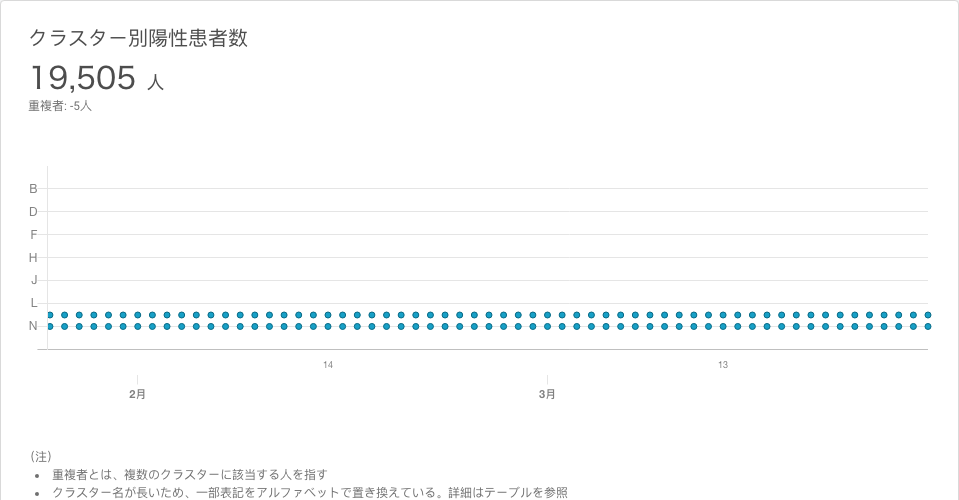 クラスター別陽性患者数
19,505 人
重複者: -5人
B
D
F
H
J
L
N
14 13
2月 3月
（注）
• 重複者とは、複数のクラスターに該当する人を指す
• クラスター名が長いため、一部表記をアルファベットで置き換えている。詳細はテーブルを参照